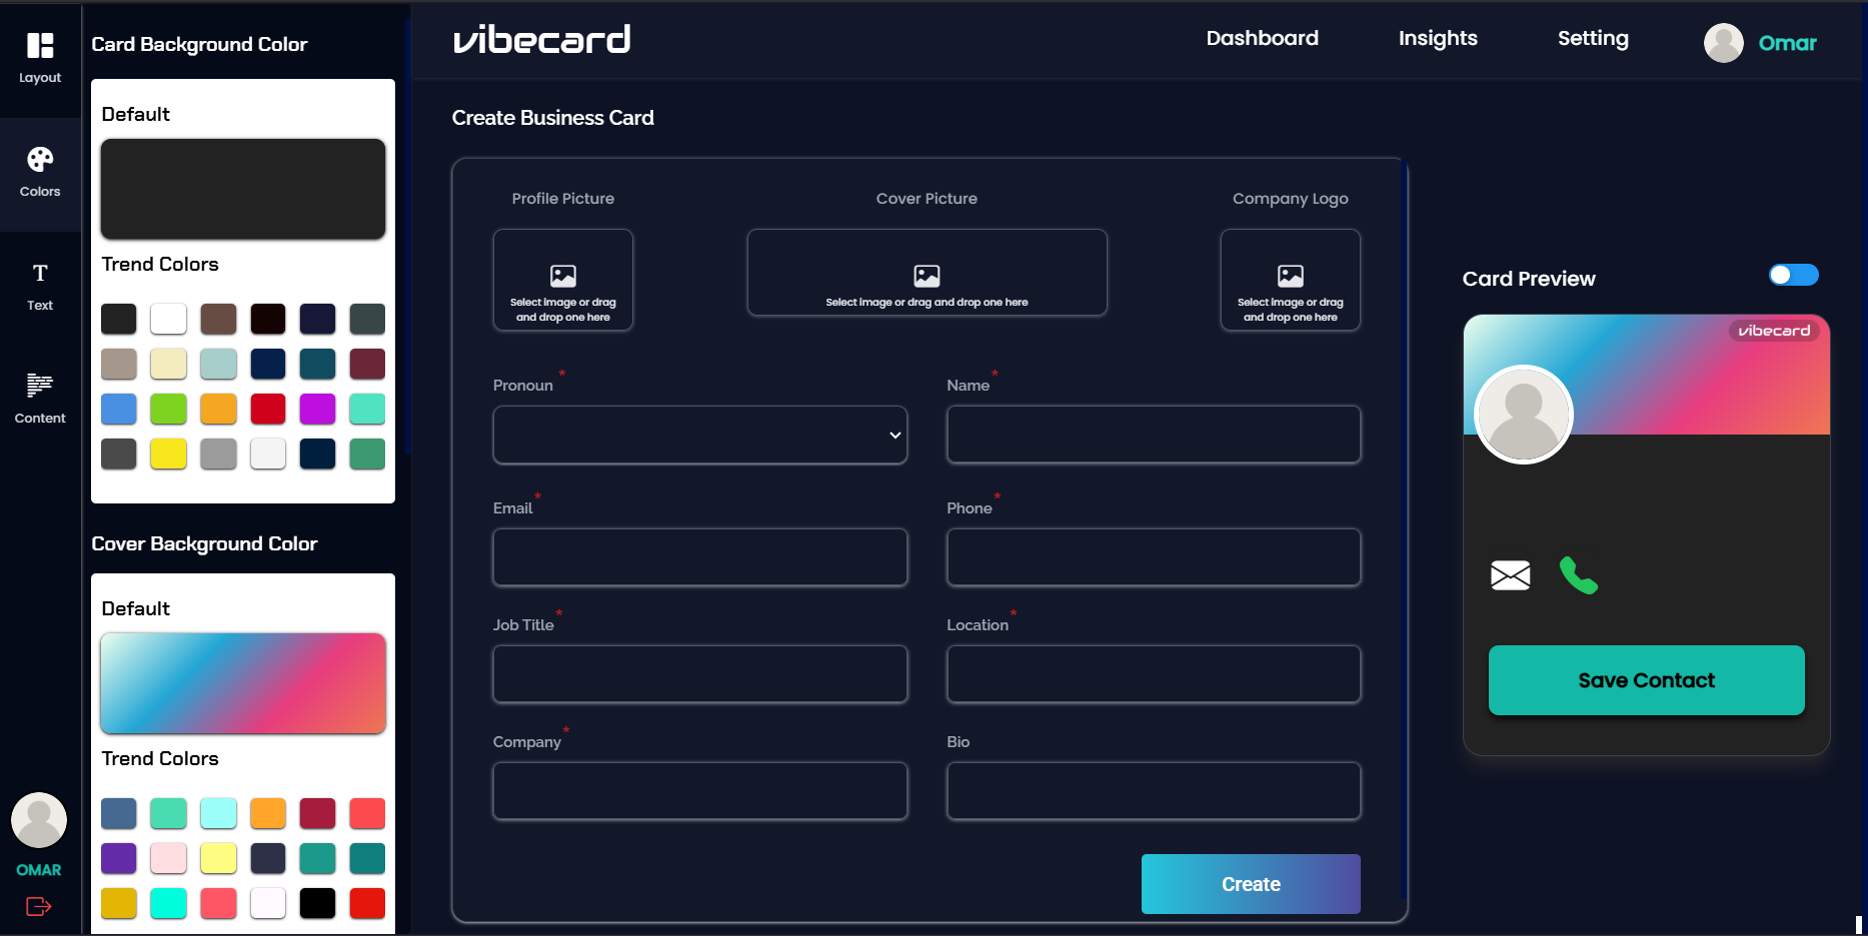 Layout
Colors
Text
Content
OMAR
Card Background Color
Default
Trend Colors
Cover Background Color
Default
Trend Colors
vibecard
Dashboard
Insights
Setting
Omar
Create Business Card
Profile Picture
Select image or drag
and drop one here
Cover Picture
Select image or drag and drop one here
Company Logo
Select image or drag
and drop one here
Pronoun *
Name *
Email *
Phone *
Job Title *
Location *
Company *
Bio
Create
Card Preview
vibecard
Save Contact